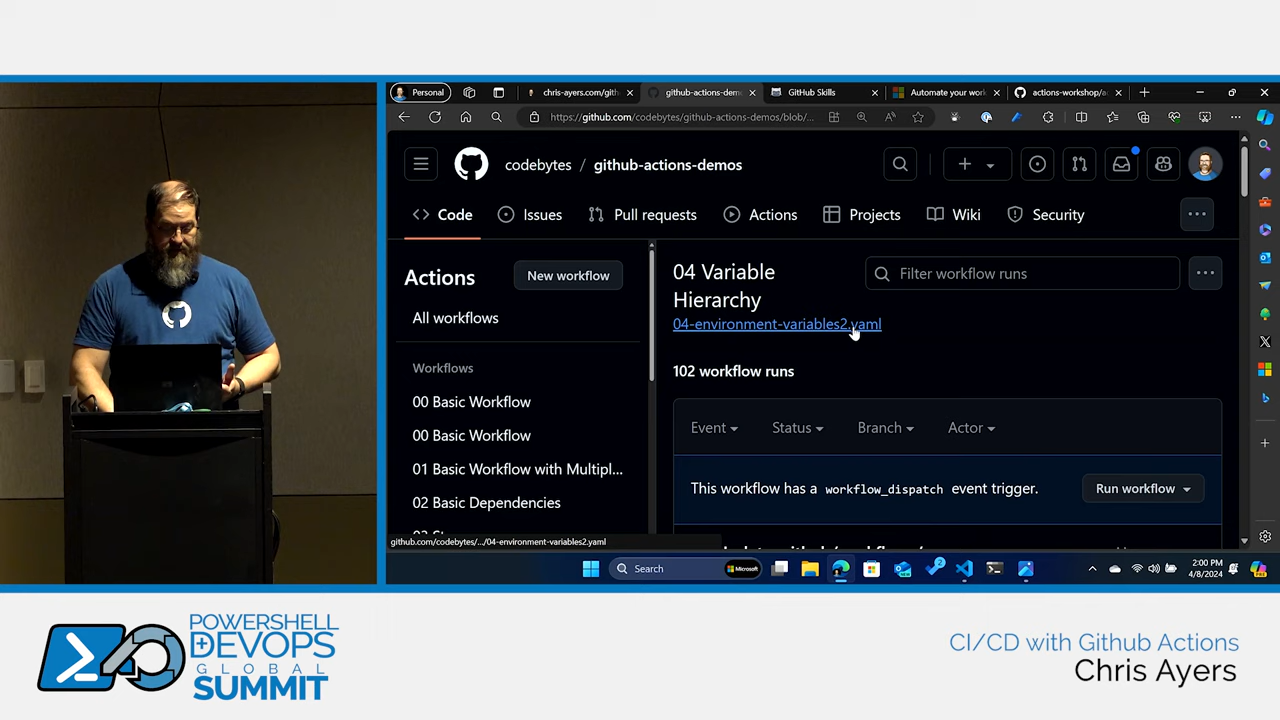 Personal
chris-ayers.com/gith
github-actions-demo
GitHub Skills
Automate your work
actions-workshop/ac
https://github.com/codebytes/github-actions-demos/blob/...
codebytes / github-actions-demos
Code
Issues
Pull requests
Actions
Projects
Wiki
Security
Actions
New workflow
All workflows
Workflows
00 Basic Workflow
00 Basic Workflow
01 Basic Workflow with Multipl...
02 Basic Dependencies
04 Variable
Hierarchy
04-environment-variables2.yaml
Filter workflow runs
102 workflow runs
Event
Status
Branch
Actor
This workflow has a workflow_dispatch event trigger.
Run workflow
github.com/codebytes/.../04-environment-variables2.yaml
Search
Microsoft
2:00 PM
4/8/2024
POWERSHELL
+DEVOPS
GLOBAL
SUMMIT
CI/CD with Github Actions
Chris Ayers